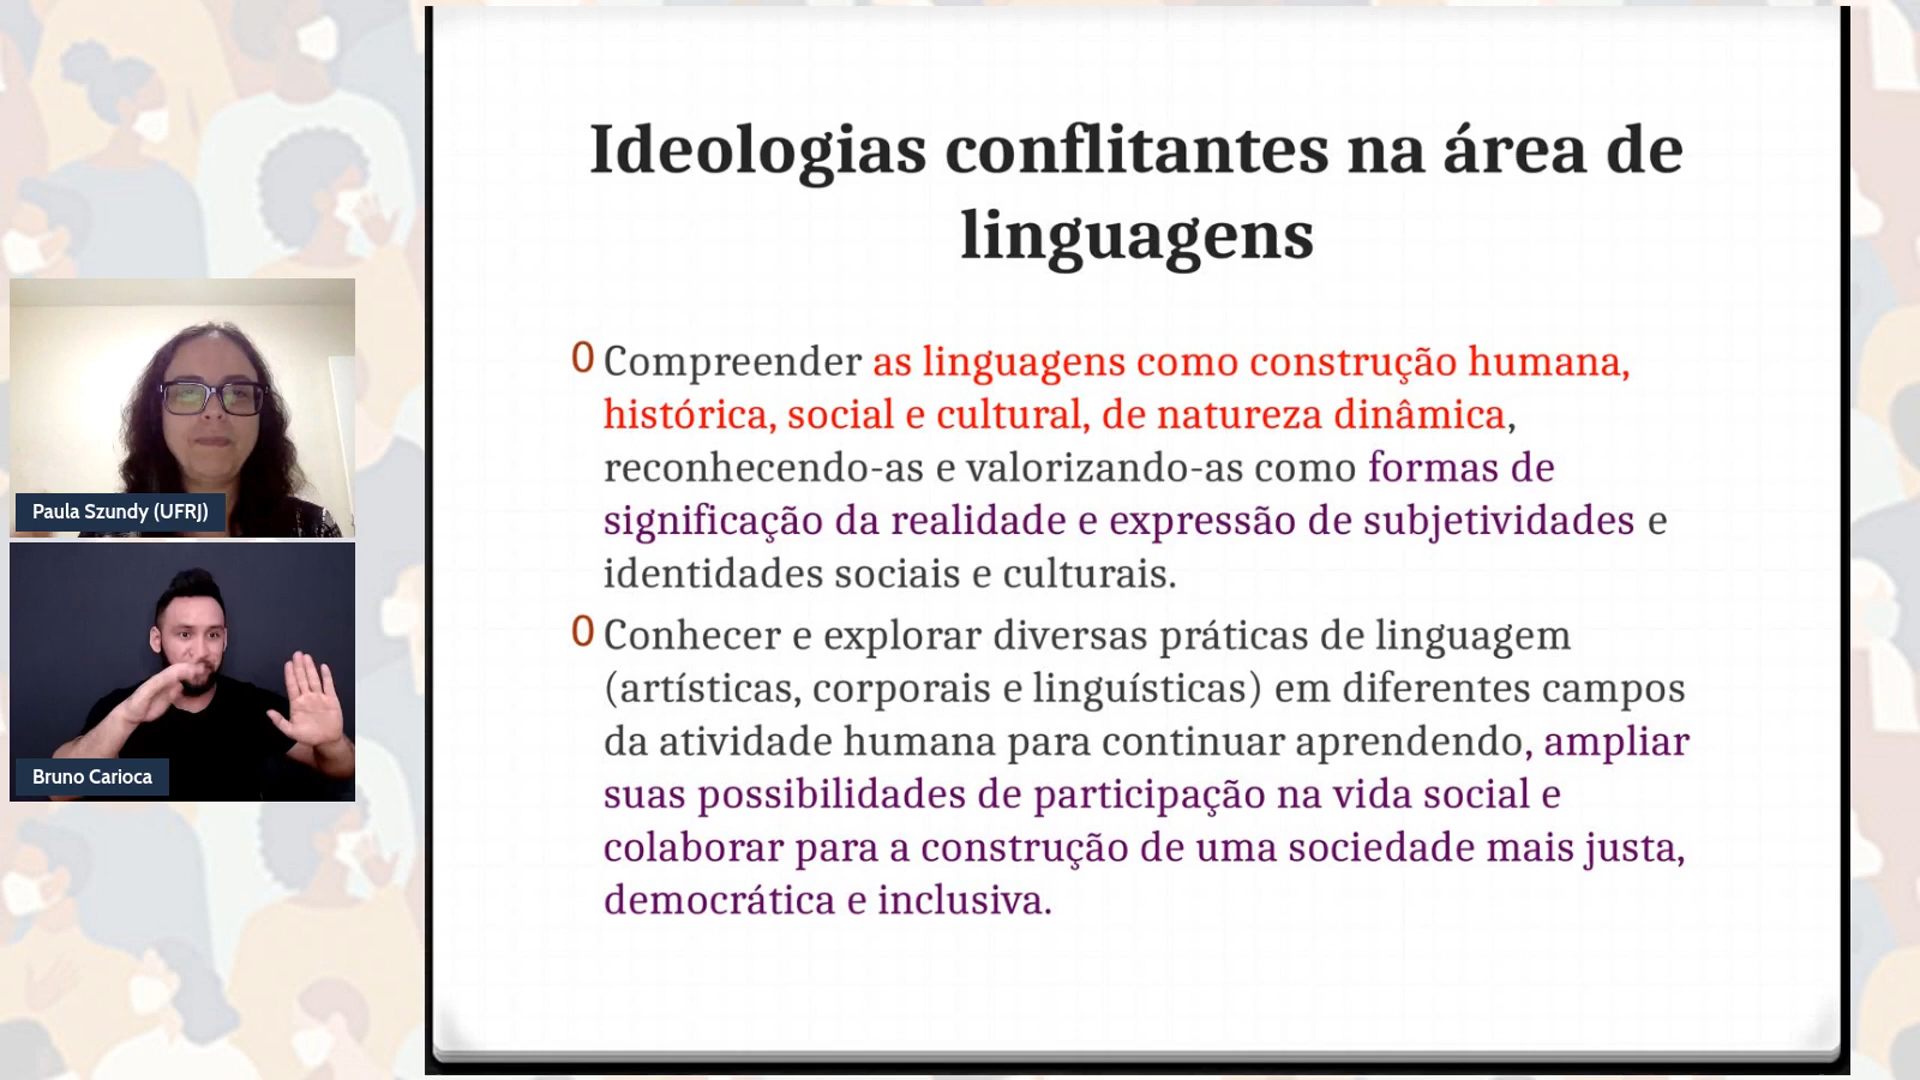 Ideologias conflitantes na área de
linguagens
0 Compreender as linguagens como construção humana,
histórica, social e cultural, de natureza dinâmica,
reconhecendo-as e valorizando-as como formas de
significação da realidade e expressão de subjetividades e
identidades sociais e culturais.
0 Conhecer e explorar diversas práticas de linguagem
(artísticas, corporais e linguísticas) em diferentes campos
da atividade humana para continuar aprendendo, ampliar
suas possibilidades de participação na vida social e
colaborar para a construção de uma sociedade mais justa,
democrática e inclusiva.
Paula Szundy (UFRJ)
Bruno Carioca